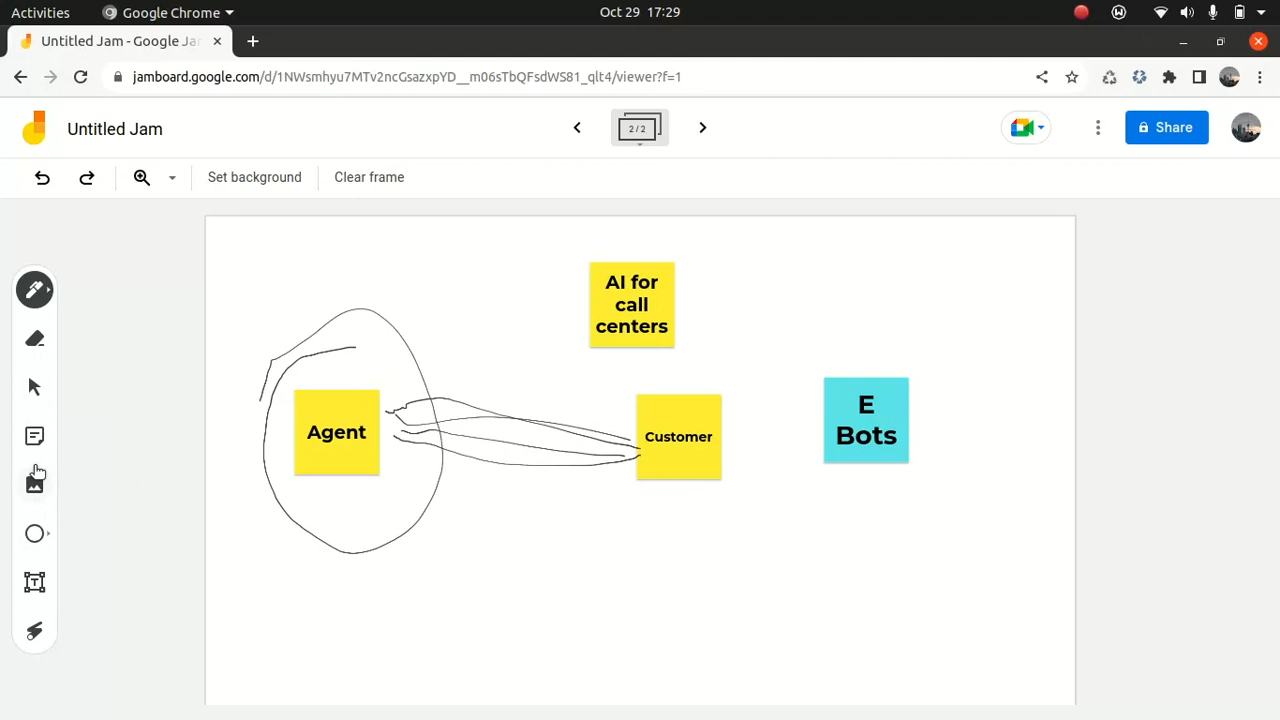 Activities
Google Chrome
Oct 29 17:29
Untitled Jam - Google Ja
jamboard.google.com/d/1NWsmhyu7MTv2ncGsazxpYD__m06sTbQFsdWS81_qlt4/viewer?f=1
Untitled Jam
2 / 2
Share
Set background
Clear frame
AI for
call
centers
Agent
Customer
E
Bots